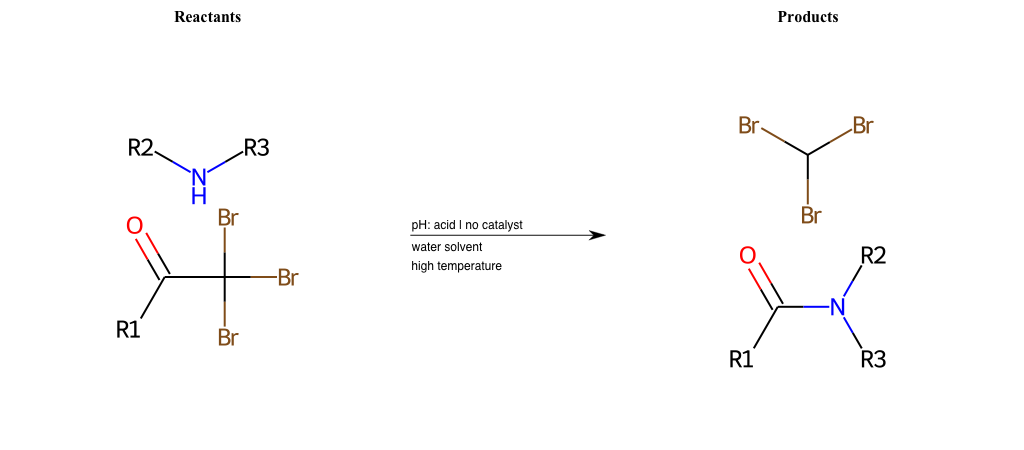 Reactants
Products
R2
R3
N
H
O
Br
Br
Br
R1
pH: acid | no catalyst
water solvent
high temperature
Br
Br
Br
O
R2
N
R1
R3